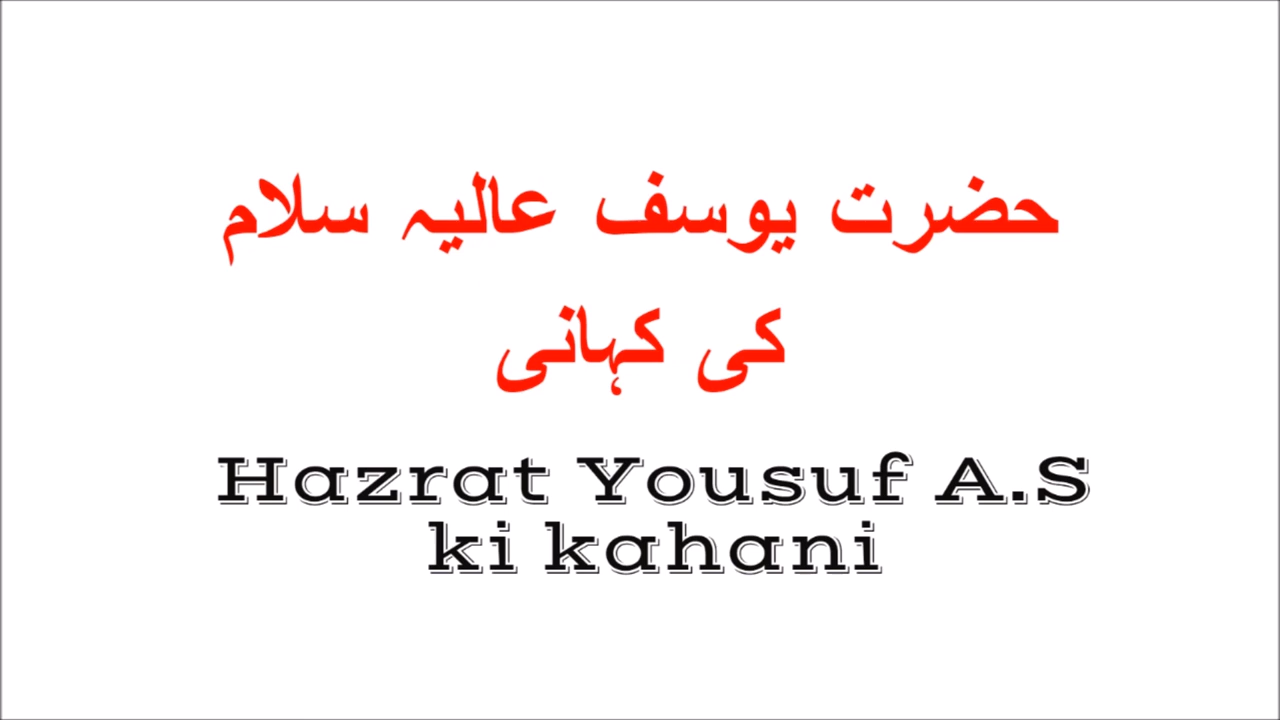 حضرت یوسف عالیہ سلام
کی کہانی
Hazrat Yousuf A.S
ki kahani